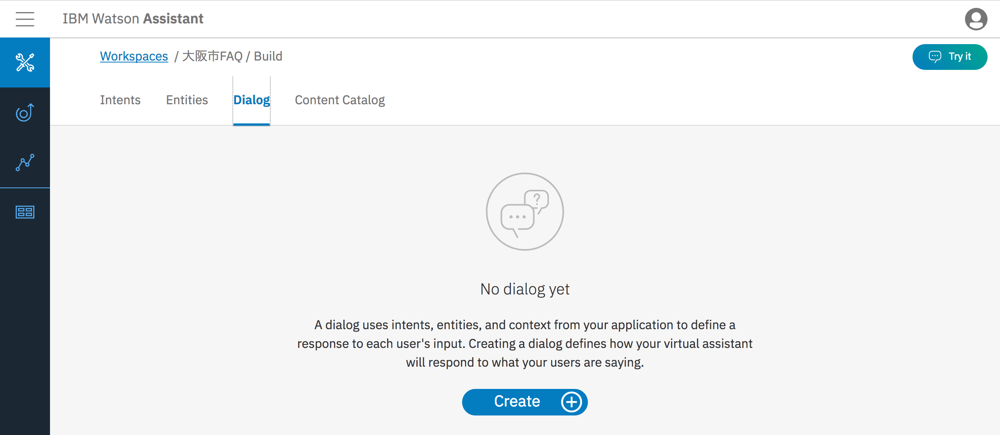 IBM Watson Assistant
Workspaces / 大阪市FAQ / Build
Try it
Intents Entities Dialog Content Catalog
?
No dialog yet
A dialog uses intents, entities, and context from your application to define a
response to each user's input. Creating a dialog defines how your virtual assistant
will respond to what your users are saying.
Create